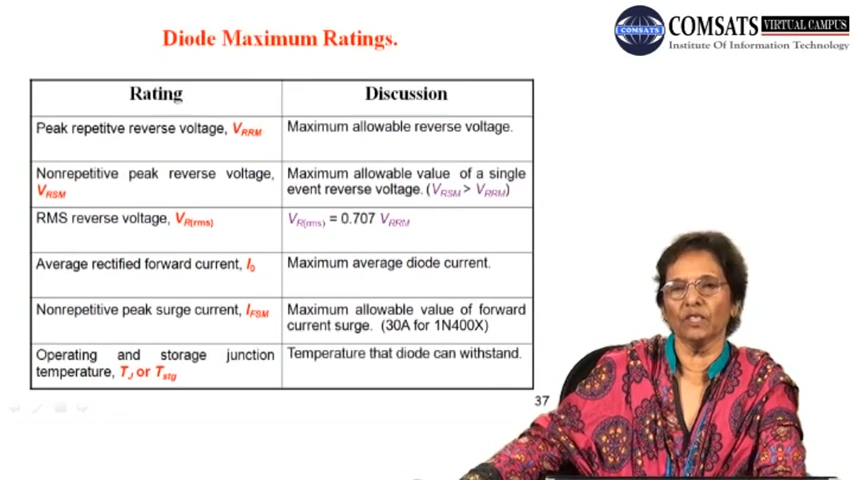 COMSATS VIRTUAL CAMPUS
COMSATS
Institute Of Information Technology
Diode Maximum Ratings.
Rating Discussion
Peak repetitve reverse voltage, VRRM Maximum allowable reverse voltage.
Nonrepetitive peak reverse voltage, Maximum allowable value of a single
VRSM event reverse voltage. (VRSM > VRRM)
RMS reverse voltage, VR(rms) VR(rms) = 0.707 VRRM
Average rectified forward current, I0 Maximum average diode current.
Nonrepetitive peak surge current, IFSM Maximum allowable value of forward
current surge. (30A for 1N400X)
Operating and storage junction Temperature that diode can withstand.
temperature, TJ or Tstg
37